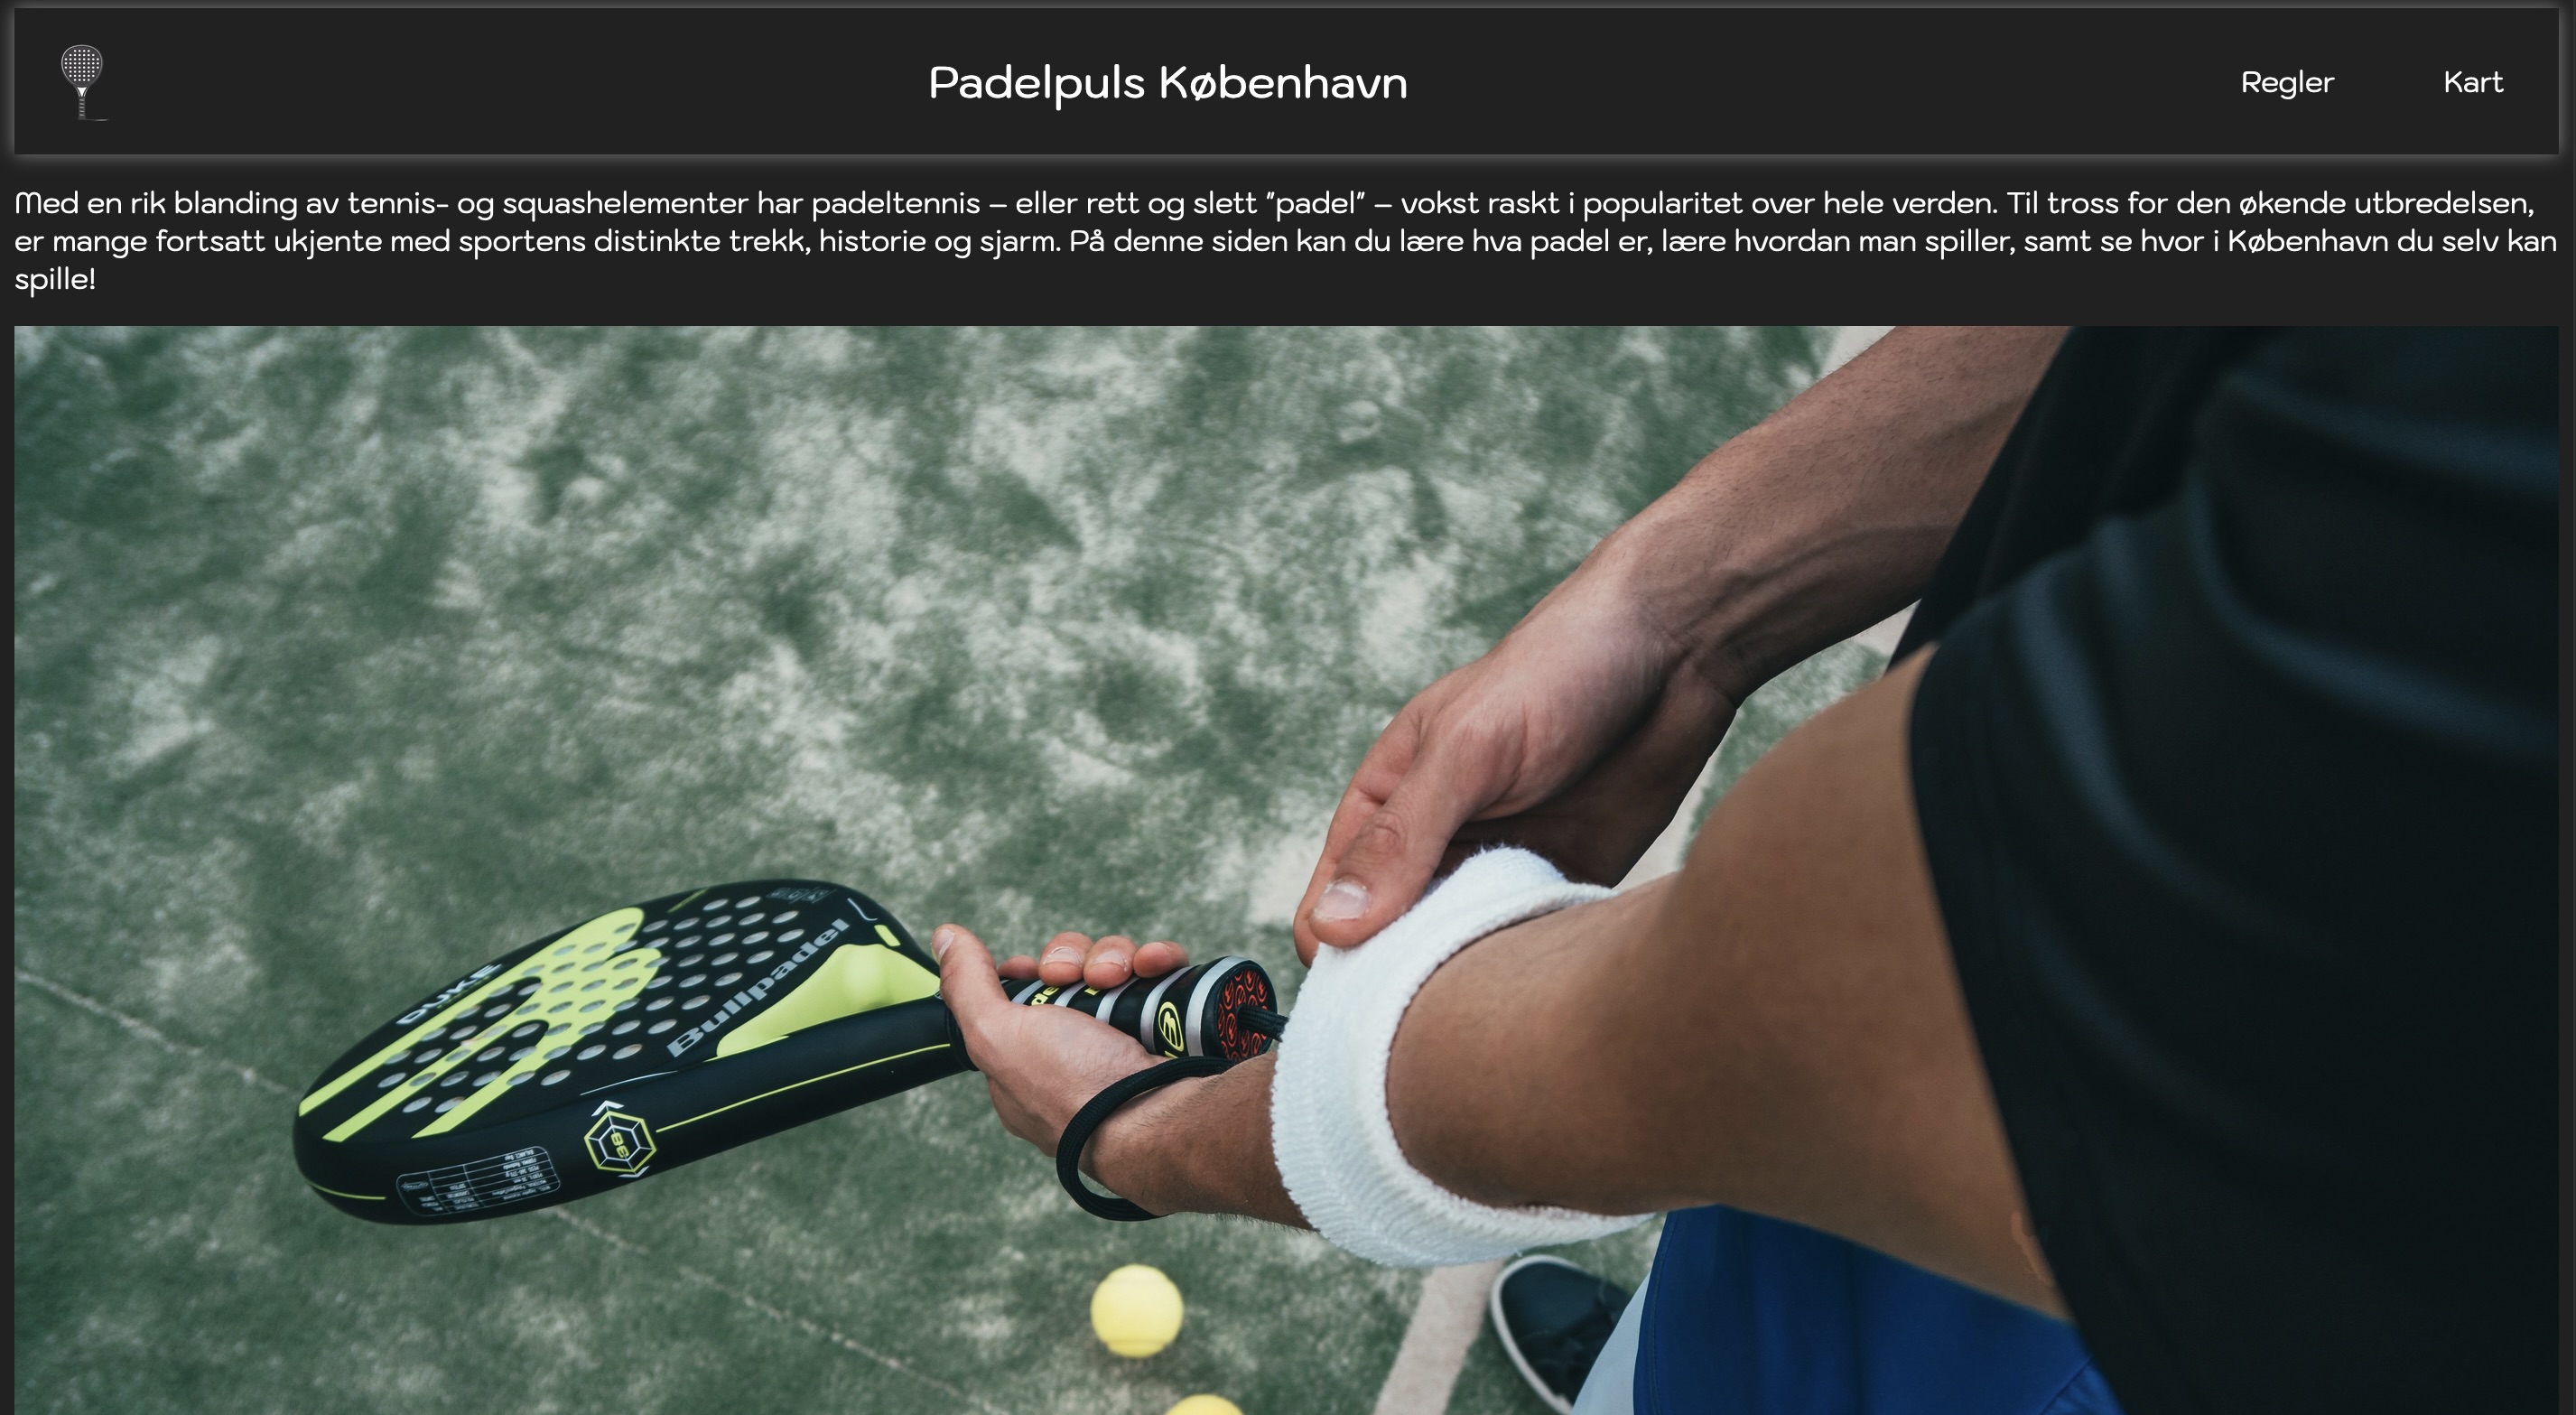 Padelpuls København
Regler
Kart
Med en rik blanding av tennis- og squashelementer har padeltennis – eller rett og slett "padel" – vokst raskt i popularitet over hele verden. Til tross for den økende utbredelsen,
er mange fortsatt ukjente med sportens distinkte trekk, historie og sjarm. På denne siden kan du lære hva padel er, lære hvordan man spiller, samt se hvor i København du selv kan
spille!
DUKE
Bullpadel